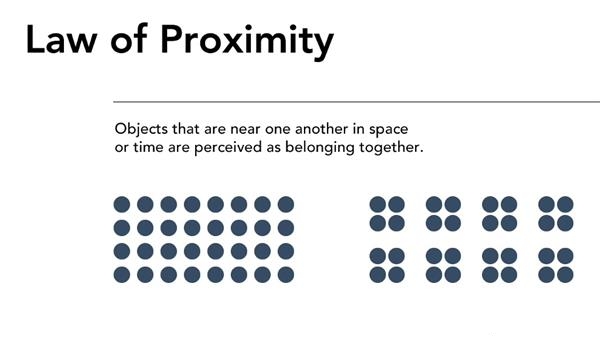 Law of Proximity
Objects that are near one another in space
or time are perceived as belonging together.